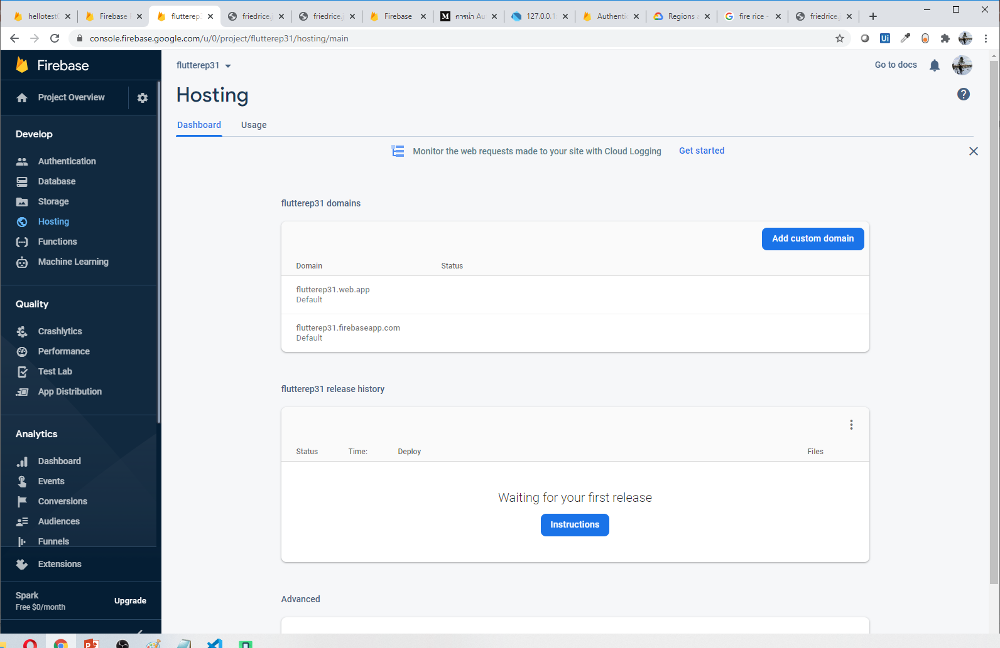 hellotest
Firebase
flutterep
friedrice.
friedrice.
Firebase
การนำ Au
127.0.0.1
Authenti
Regions a
fire rice -
friedrice.
console.firebase.google.com/u/0/project/flutterep31/hosting/main
Firebase
flutterep31
Go to docs
Project Overview
Hosting
Dashboard Usage
Develop
Monitor the web requests made to your site with Cloud Logging Get started
Authentication
Database
Storage
Hosting
Functions
Machine Learning
Quality
Crashlytics
Performance
Test Lab
App Distribution
Analytics
Dashboard
Events
Conversions
Audiences
Funnels
Extensions
Spark
Free $0/month
Upgrade
flutterep31 domains
Add custom domain
Domain Status
flutterep31.web.app
Default
flutterep31.firebaseapp.com
Default
flutterep31 release history
Status Time: Deploy Files
Waiting for your first release
Instructions
Advanced